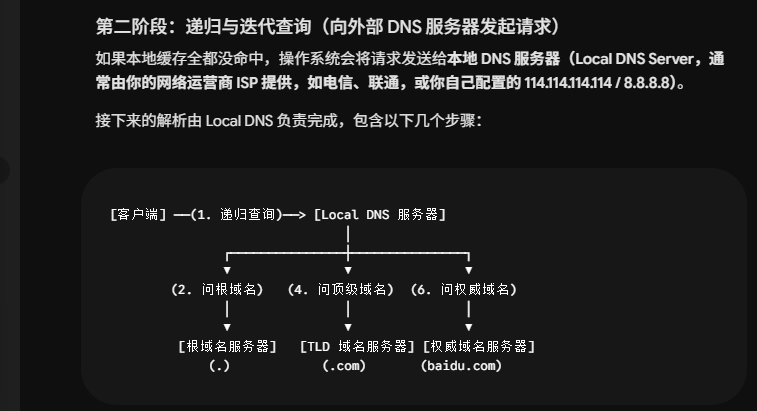 第二阶段：递归与迭代查询（向外部 DNS 服务器发起请求）
如果本地缓存全都没命中，操作系统会将请求发送给本地 DNS 服务器（Local DNS Server，通
常由你的网络运营商 ISP 提供，如电信、联通，或你自己配置的 114.114.114.114 / 8.8.8.8）。
接下来的解析由 Local DNS 负责完成，包含以下几个步骤：
[客户端] ——(1. 递归查询)——> [Local DNS 服务器]
(2. 问根域名) (4. 问顶级域名) (6. 问权威域名)
[根域名服务器] [TLD 域名服务器] [权威域名服务器]
(.) (.com) (baidu.com)